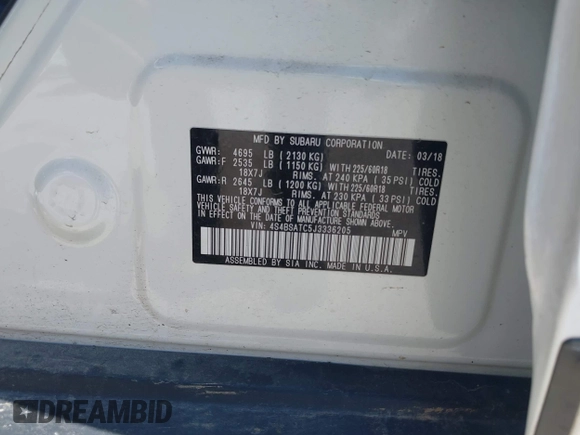 MFD BY SUBARU CORPORATION
GVWR: 4695 LB ( 2130 KG) DATE: 03/18
GAWR:F 2535 LB ( 1150 KG) WITH 225/60R18 TIRES.
18X7J RIMS. AT 240 KPA ( 35 PSI) COLD
GAWR:R 2645 LB ( 1200 KG) WITH 225/60R18 TIRES.
18X7J RIMS. AT 230 KPA ( 33 PSI) COLD
THIS VEHICLE CONFORMS TO ALL APPLICABLE FEDERAL MOTOR
VEHICLE SAFETY, BUMPER, AND THEFT PREVENTION STANDARDS
IN EFFECT ON THE DATE OF MANUFACTURE SHOWN ABOVE.
VIN: 4S4BSATC5J3336205 MPV
ASSEMBLED BY SIA INC. MADE IN U.S.A.
DREAMBID